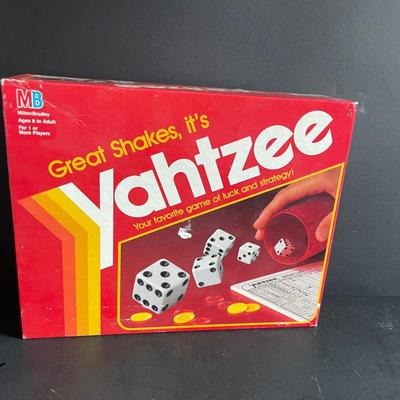 MB
Milton Bradley
Ages 8 to Adult
For 1 or
More Players
Great Shakes, it's
Yahtzee
Your favorite game of luck and strategy!